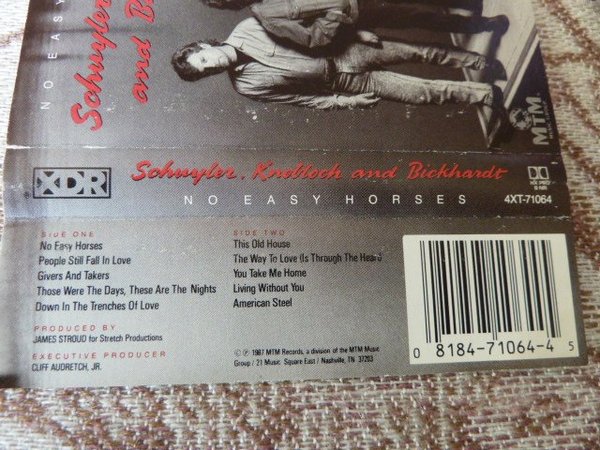 NO EASY
Schuyler
and
MTM
XDR
®
Schuyler, Knobloch and Bickhardt
NO EASY HORSES
4XT-71064
SIDE ONE
No Easy Horses
People Still Fall In Love
Givers And Takers
Those Were The Days, These Are The Nights
Down In The Trenches Of Love
SIDE TWO
This Old House
The Way To Love (Is Through The Heart)
You Take Me Home
Living Without You
American Steel
PRODUCED BY
JAMES STROUD for Stretch Productions
EXECUTIVE PRODUCER
CLIFF AUDRETCH, JR.
© ℗ 1987 MTM Records, a division of the MTM Music
Group / 21 Music Square East / Nashville, TN 37203
0 8184-71064-4 5